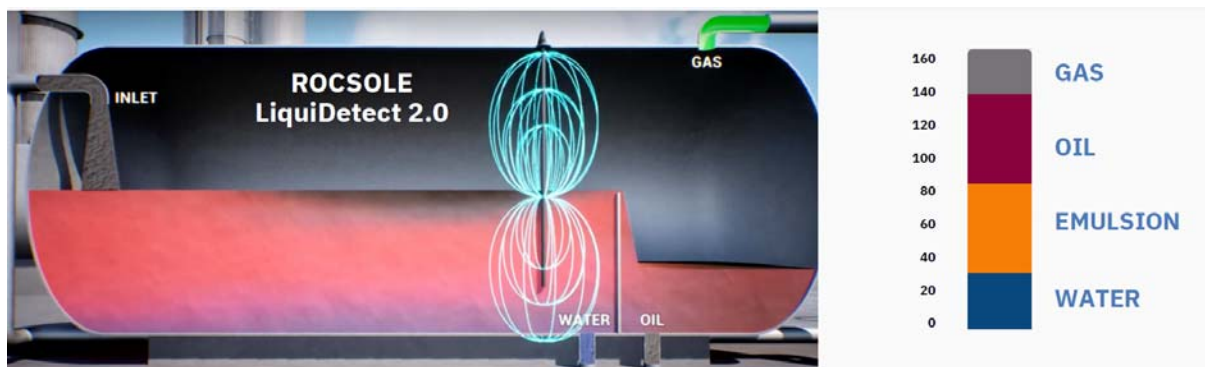 ROCSOLE
LiquiDetect 2.0
INLET
GAS
WATER
OIL
160
140
120
100
80
60
40
20
0
GAS
OIL
EMULSION
WATER